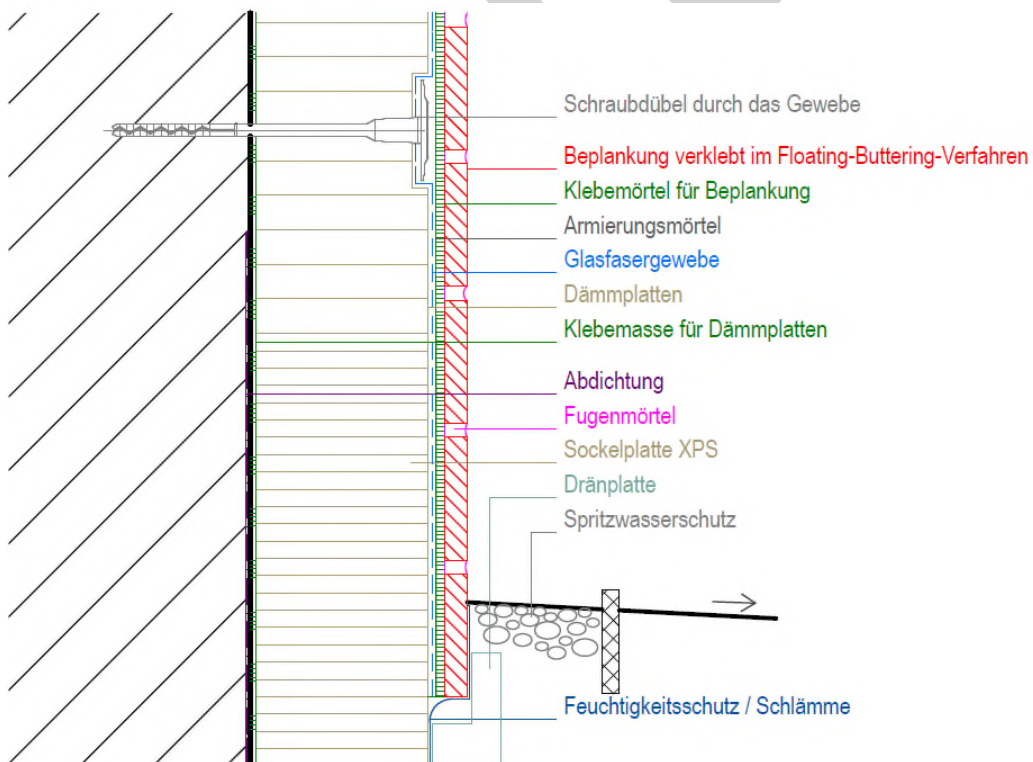 Schraubdübel durch das Gewebe
Beplankung verklebt im Floating-Buttering-Verfahren
Klebemörtel für Beplankung
Armierungsmörtel
Glasfasergewebe
Dämmplatten
Klebemasse für Dämmplatten
Abdichtung
Fugenmörtel
Sockelplatte XPS
Dränplatte
Spritzwasserschutz
Feuchtigkeitsschutz / Schlämme